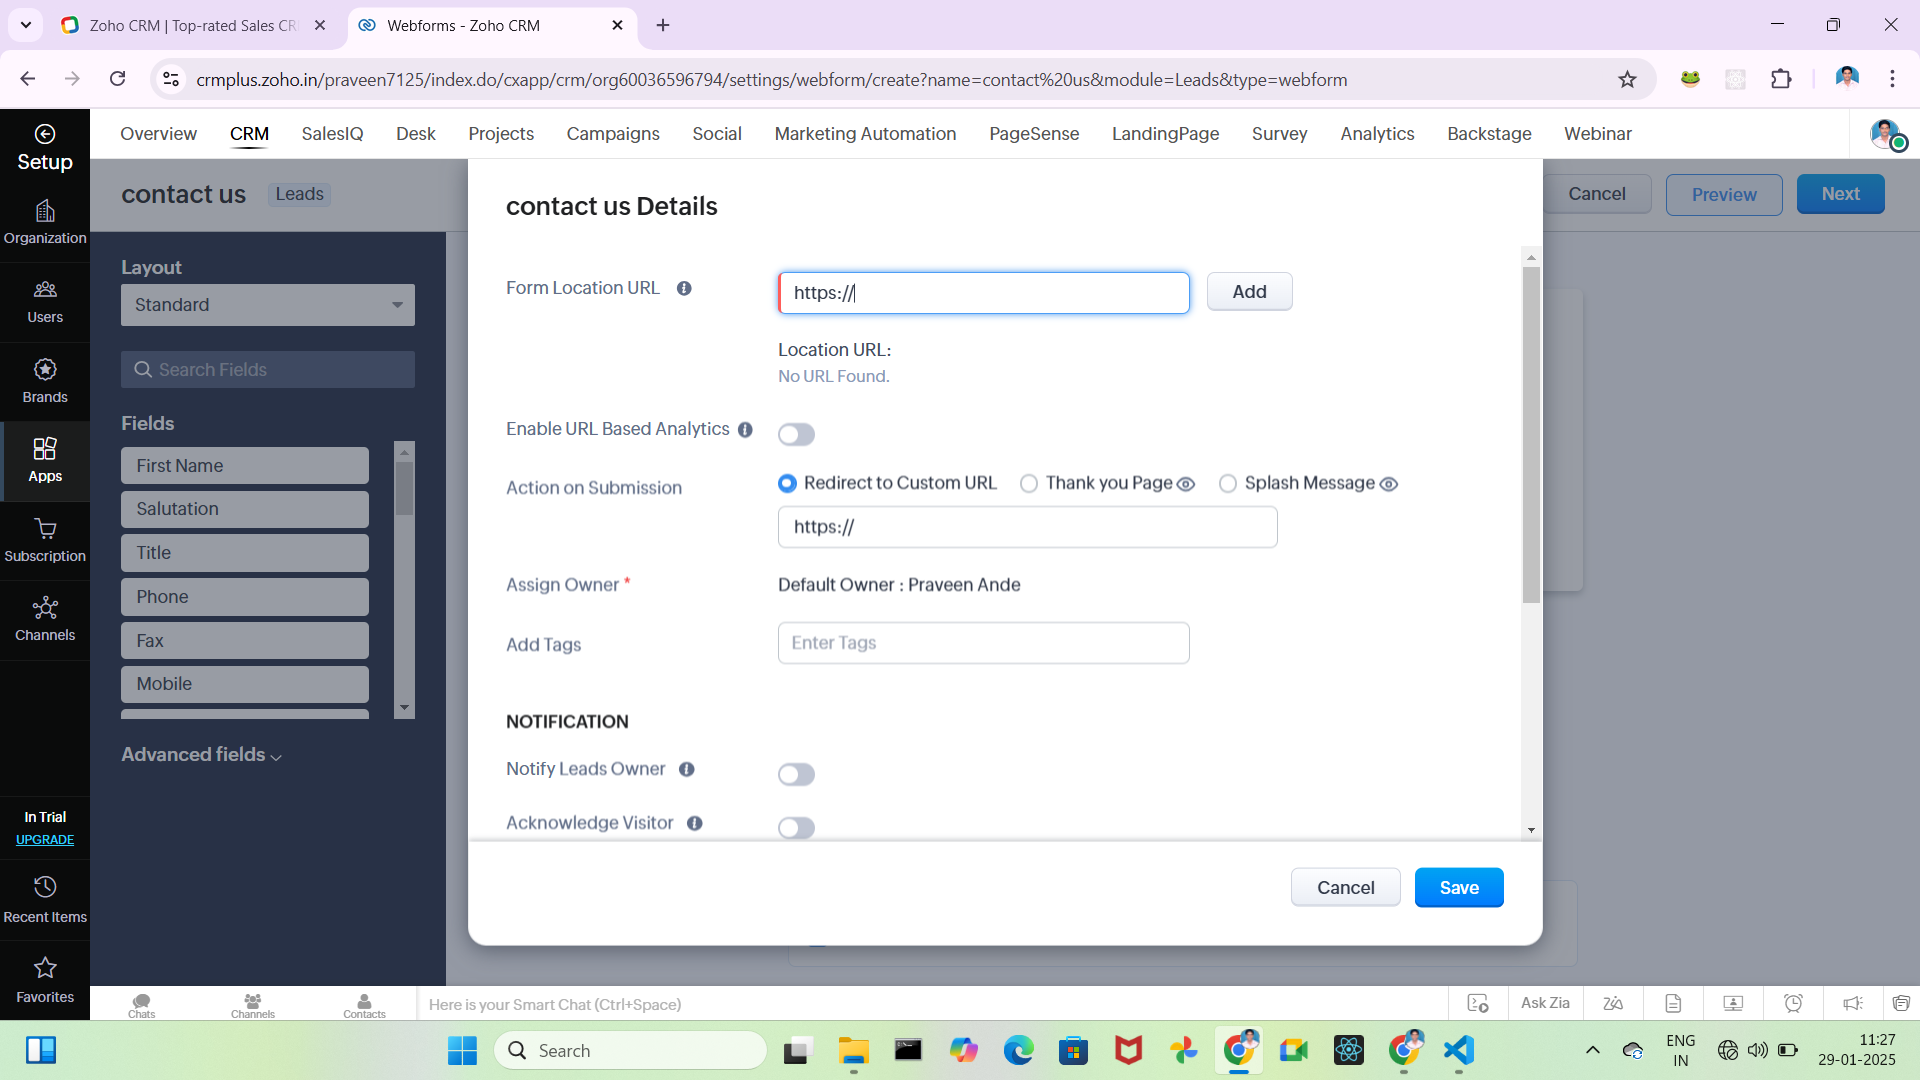 Zoho CRM | Top-rated Sales CR
Webforms - Zoho CRM
crmplus.zoho.in/praveen7125/index.do/cxapp/crm/org60036596794/settings/webform/create?name=contact%20us&module=Leads&type=webform
Setup
Overview CRM SalesIQ Desk Projects Campaigns Social Marketing Automation PageSense LandingPage Survey Analytics Backstage Webinar
contact us Leads
Cancel Preview Next
Organization
Users
Brands
Apps
Subscription
Channels
In Trial
UPGRADE
Recent Items
Favorites
Layout
Standard
Search Fields
Fields
First Name
Salutation
Title
Phone
Fax
Mobile
Advanced fields
contact us Details
Form Location URL https:// Add
Location URL:
No URL Found.
Enable URL Based Analytics
Action on Submission Redirect to Custom URL Thank you Page Splash Message
https://
Assign Owner * Default Owner : Praveen Ande
Add Tags Enter Tags
NOTIFICATION
Notify Leads Owner
Acknowledge Visitor
Cancel Save
Chats Channels Contacts Here is your Smart Chat (Ctrl+Space) Ask Zia
Search
ENG
IN
11:27
29-01-2025